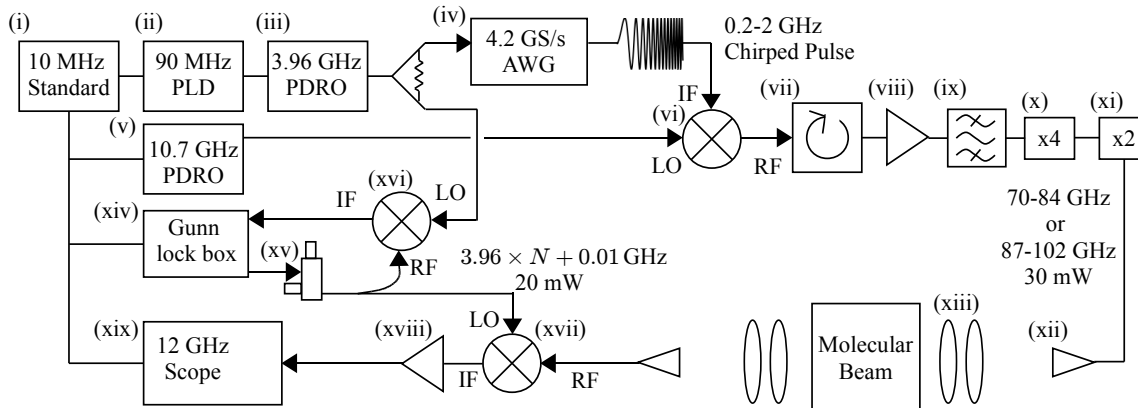 (i)
(ii)
(iii)
(iv)
10 MHz
Standard
90 MHz
PLD
3.96 GHz
PDRO
4.2 GS/s
AWG
0.2-2 GHz
Chirped Pulse
(v)
10.7 GHz
PDRO
(vi)
IF
LO
RF
(vii)
(viii)
(ix)
(x)
x4
(xi)
x2
70-84 GHz
or
87-102 GHz
30 mW
(xiv)
Gunn
lock box
IF
(xvi)
LO
RF
(xv)
3.96 × N + 0.01 GHz
20 mW
(xix)
12 GHz
Scope
(xviii)
LO
IF
(xvii)
RF
Molecular
Beam
(xiii)
(xii)